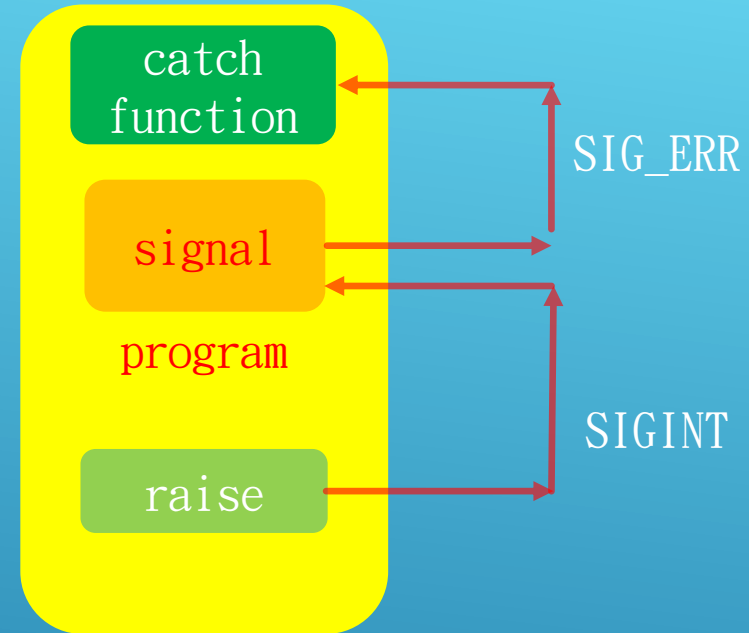 catch
function
SIG_ERR
signal
program
SIGINT
raise